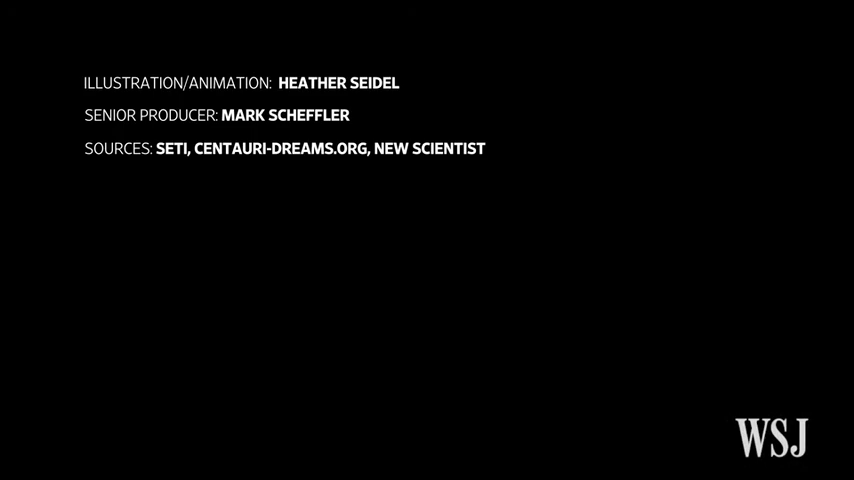 ILLUSTRATION/ANIMATION: HEATHER SEIDEL
SENIOR PRODUCER: MARK SCHEFFLER
SOURCES: SETI, CENTAURI-DREAMS.ORG, NEW SCIENTIST
WSJ